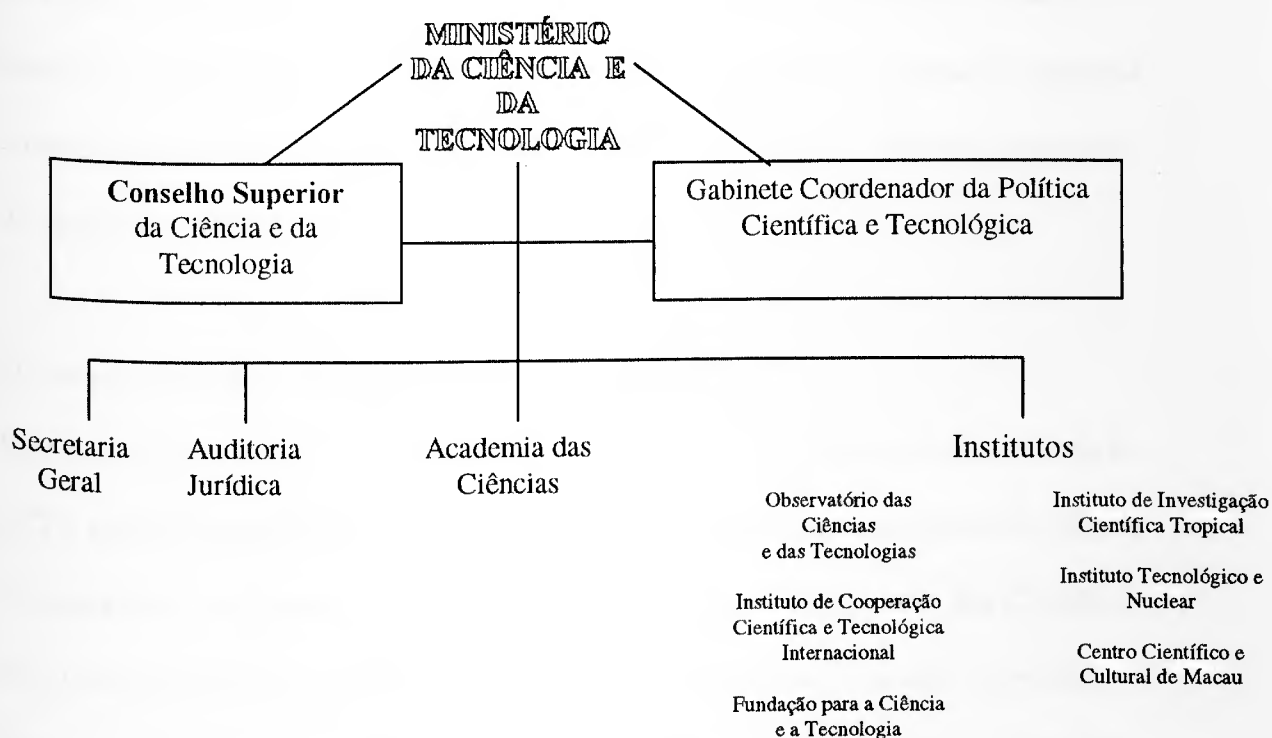 MINISTÉRIO
DA CIÊNCIA E
DA
TECNOLOGIA
Conselho Superior
da Ciência e da
Tecnologia
Gabinete Coordenador da Política
Científica e Tecnológica
Secretaria
Geral
Auditoria
Jurídica
Academia das
Ciências
Institutos
Observatório das
Ciências
e das Tecnologias
Instituto de Cooperação
Científica e Tecnológica
Internacional
Fundação para a Ciência
e a Tecnologia
Instituto de Investigação
Científica Tropical
Instituto Tecnológico e
Nuclear
Centro Científico e
Cultural de Macau